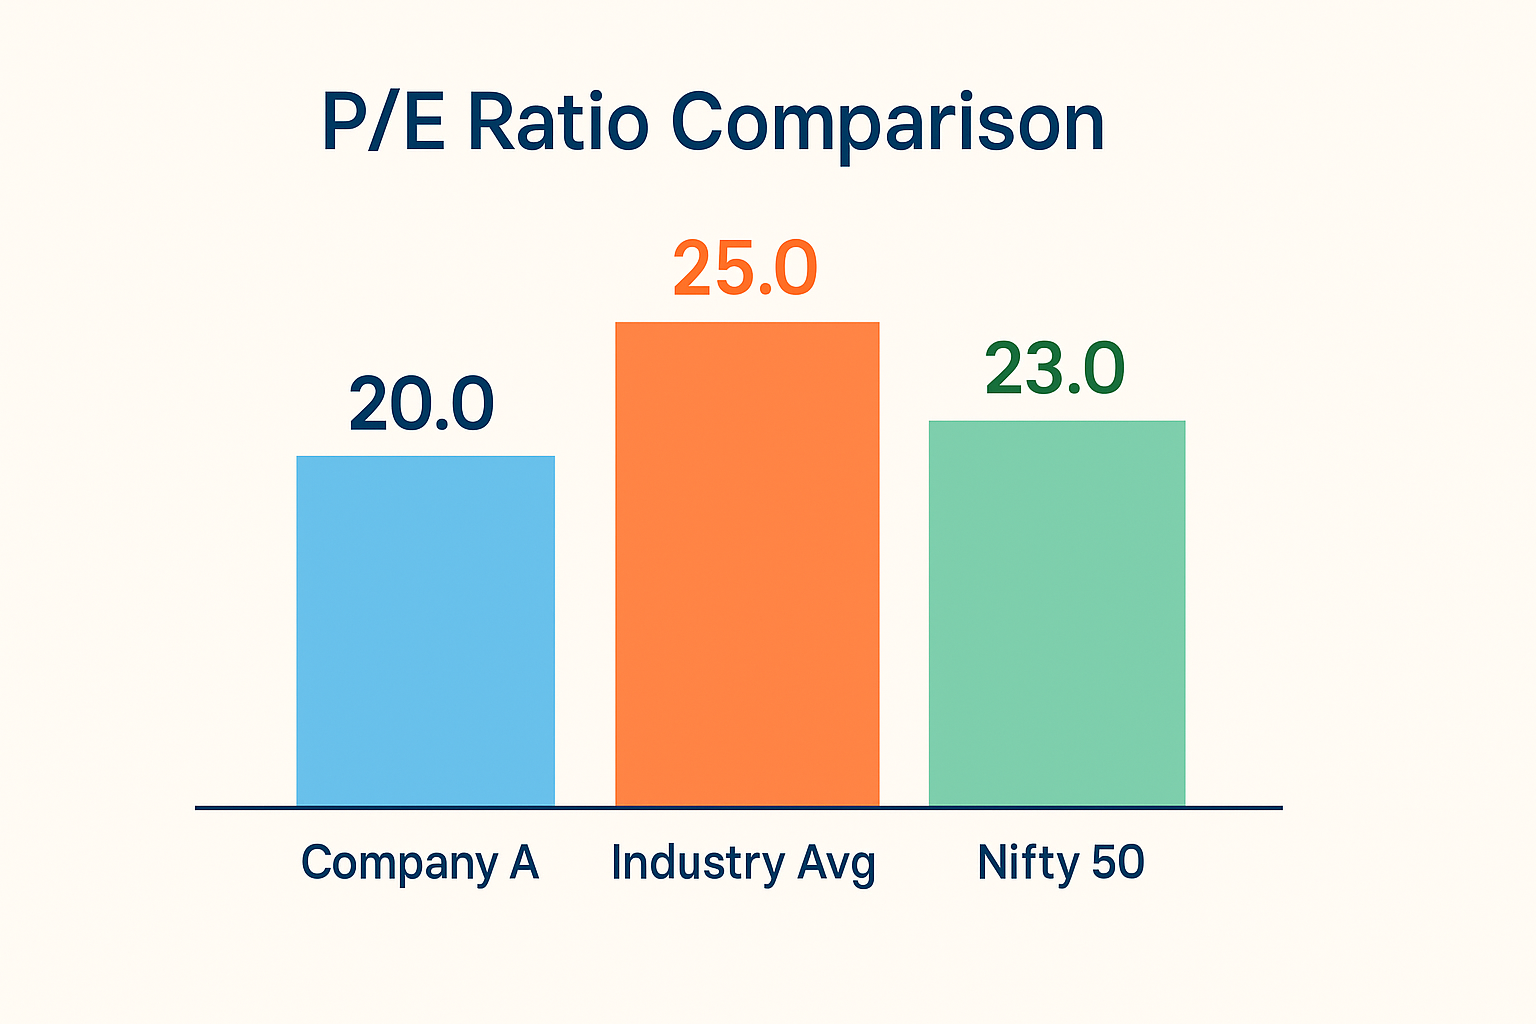 P/E Ratio Comparison
25.0
23.0
20.0
Company A
Industry Avg
Nifty 50